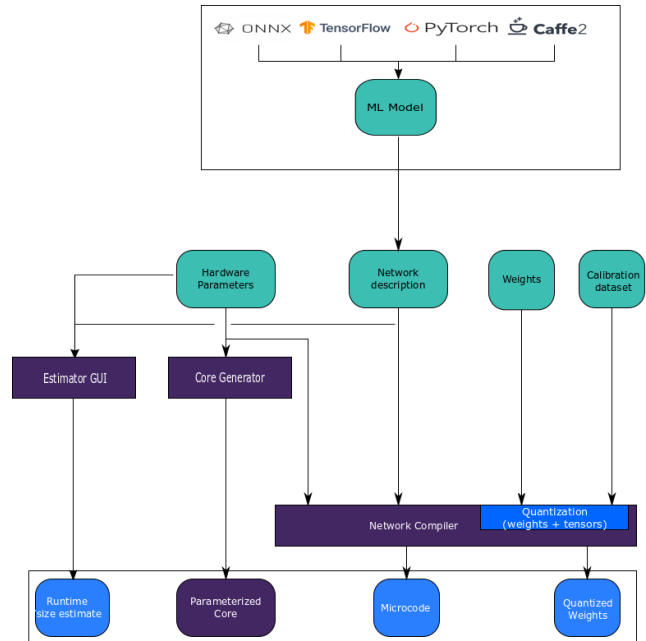 ONNX TensorFlow PyTorch Caffe2
ML Model
Hardware
Parameters
Network
description
Weights
Calibration
dataset
Estimator GUI
Core Generator
Quantization
(weights + tensors)
Network Compiler
Runtime
/size estimate
Parameterized
Core
Microcode
Quantized
Weights